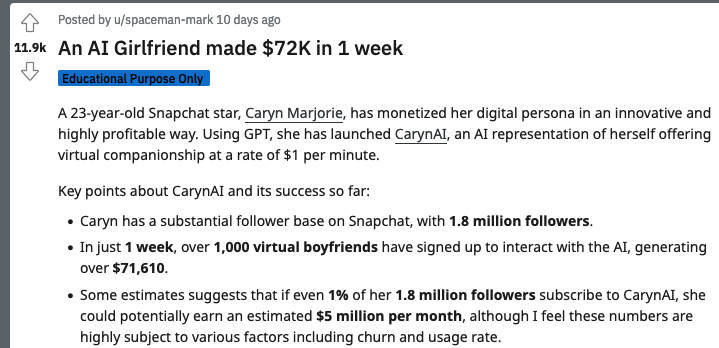 Posted by u/spaceman-mark 10 days ago
11.9k An AI Girlfriend made $72K in 1 week
Educational Purpose Only
A 23-year-old Snapchat star, Caryn Marjorie, has monetized her digital persona in an innovative and
highly profitable way. Using GPT, she has launched CarynAI, an AI representation of herself offering
virtual companionship at a rate of $1 per minute.
Key points about CarynAI and its success so far:
• Caryn has a substantial follower base on Snapchat, with 1.8 million followers.
• In just 1 week, over 1,000 virtual boyfriends have signed up to interact with the AI, generating
over $71,610.
• Some estimates suggests that if even 1% of her 1.8 million followers subscribe to CarynAI, she
could potentially earn an estimated $5 million per month, although I feel these numbers are
highly subject to various factors including churn and usage rate.